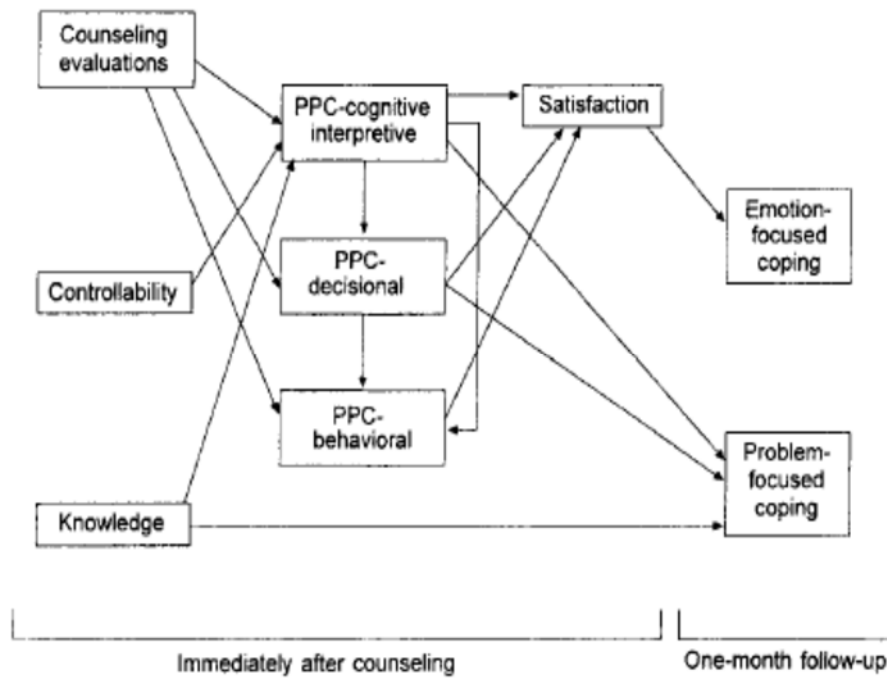 Counseling
evaluations
PPC-cognitive
interpretive
Satisfaction
Emotion-
focused
coping
Controllability
PPC-
decisional
PPC-
behavioral
Problem-
focused
coping
Knowledge
Immediately after counseling
One-month follow-up